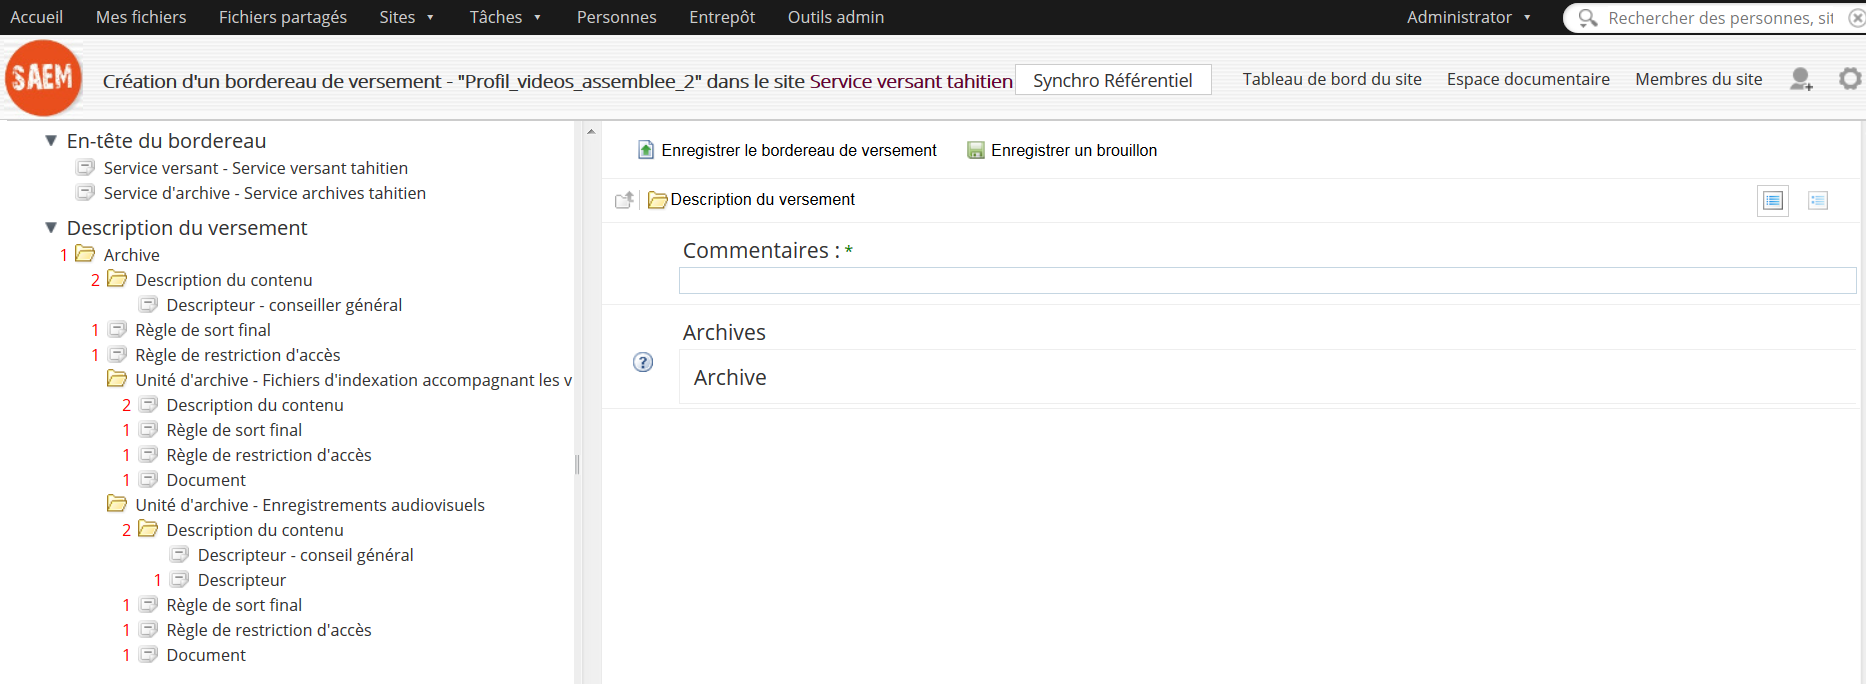 Accueil Mes fichiers Fichiers partagés Sites Tâches Personnes Entrepôt Outils admin Administrator Rechercher des personnes, sit
SAEM
Création d'un bordereau de versement - "Profil_videos_assemblee_2" dans le site Service versant tahitien Synchro Référentiel Tableau de bord du site Espace documentaire Membres du site
En-tête du bordereau
Service versant - Service versant tahitien
Service d'archive - Service archives tahitien
Description du versement
1 Archive
2 Description du contenu
Descripteur - conseiller général
1 Règle de sort final
1 Règle de restriction d'accès
Unité d'archive - Fichiers d'indexation accompagnant les v
2 Description du contenu
1 Règle de sort final
1 Règle de restriction d'accès
1 Document
Unité d'archive - Enregistrements audiovisuels
2 Description du contenu
Descripteur - conseil général
1 Descripteur
1 Règle de sort final
1 Règle de restriction d'accès
1 Document
Enregistrer le bordereau de versement Enregistrer un brouillon
Description du versement
Commentaires : *
Archives
?
Archive